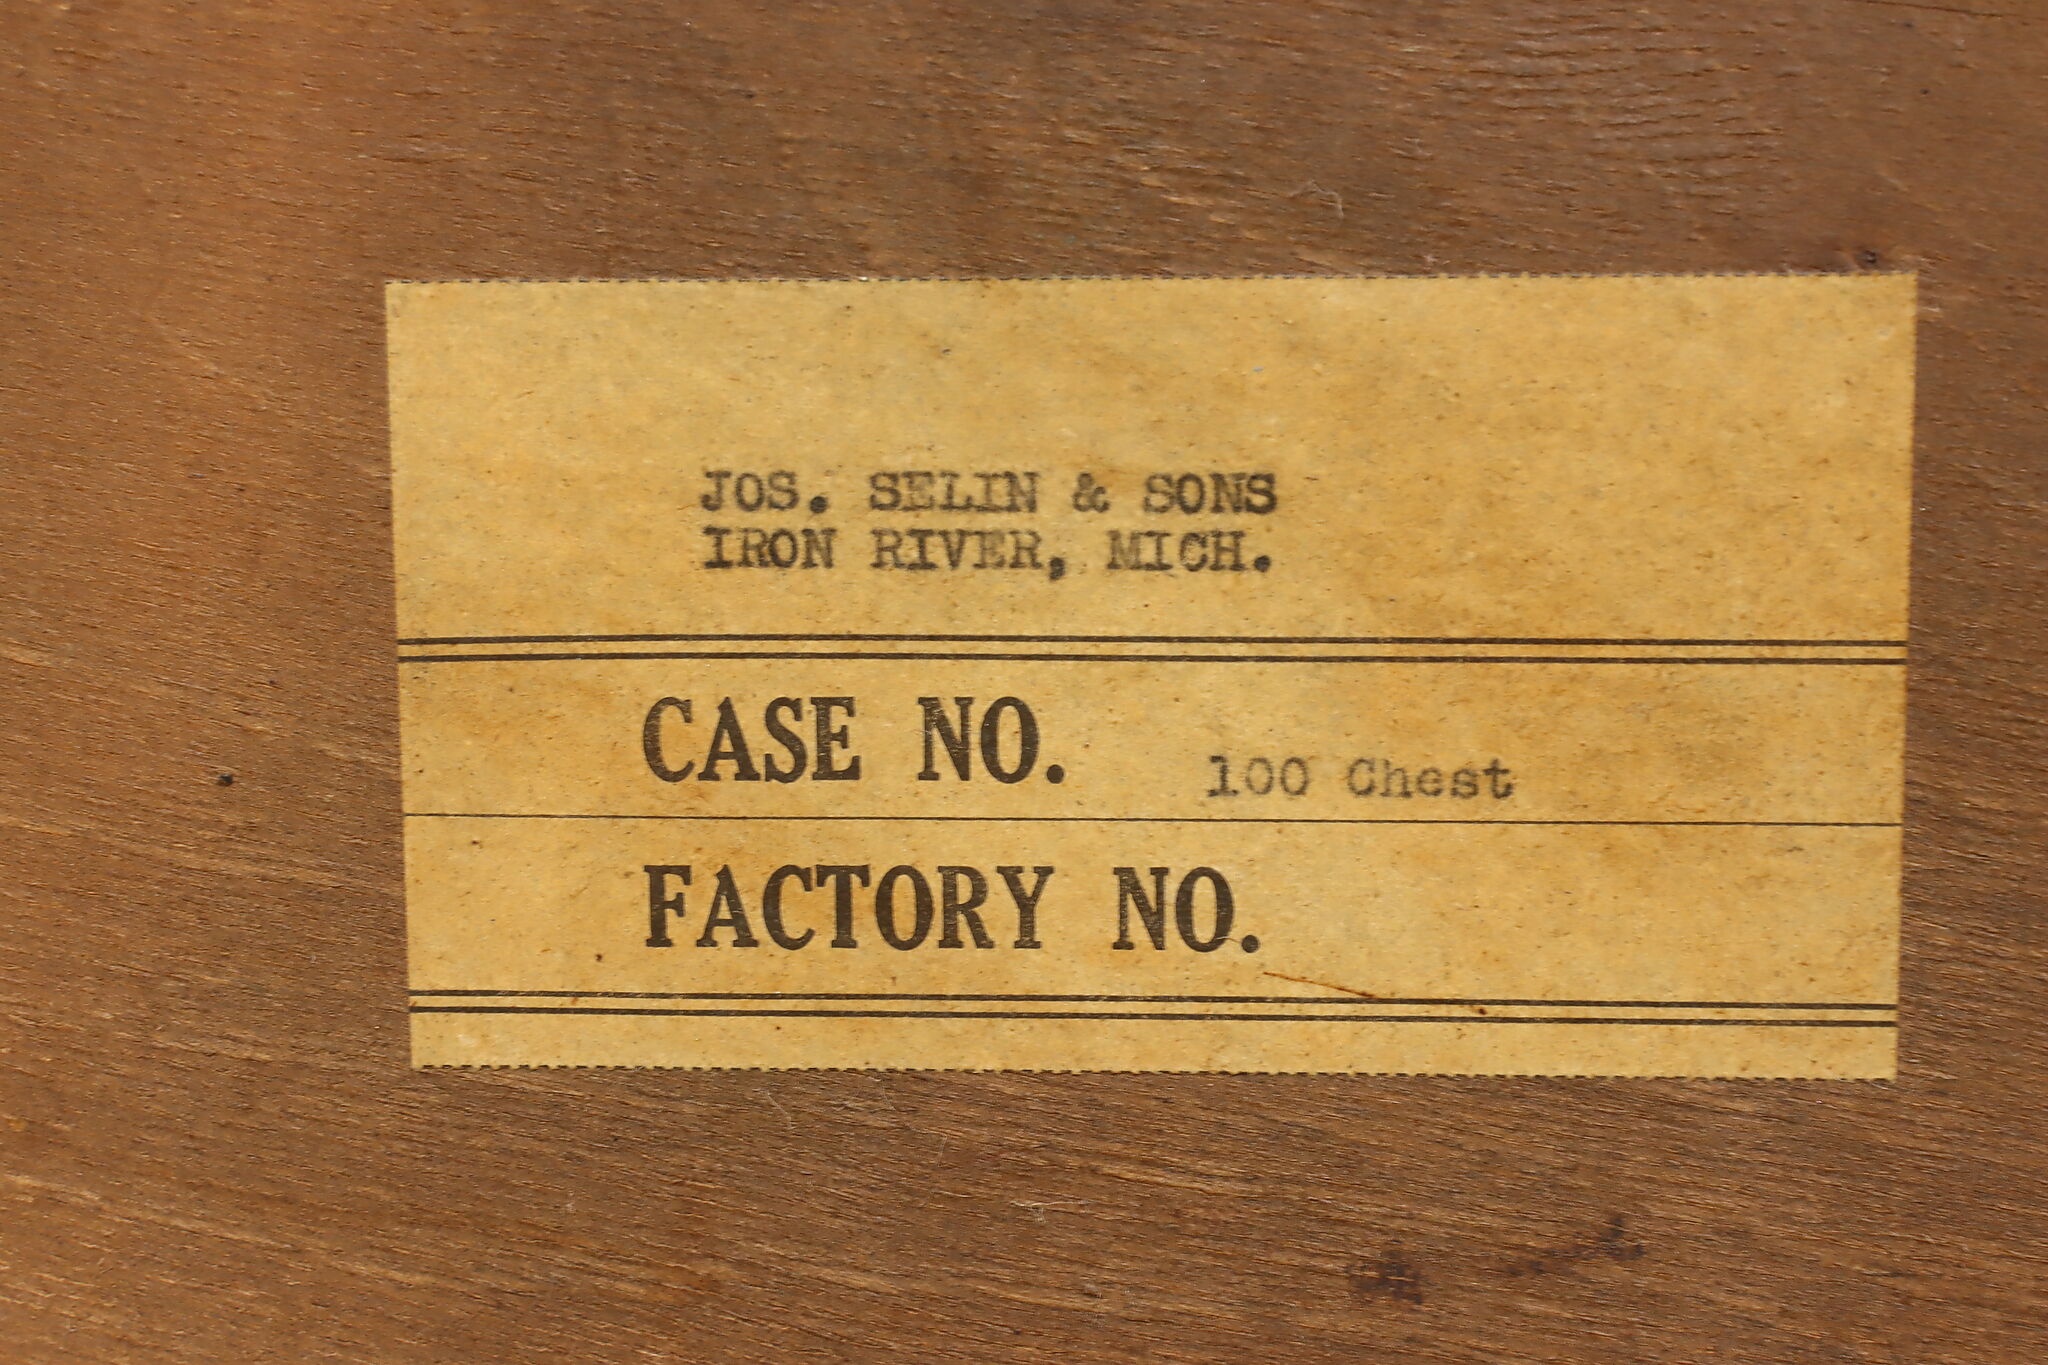 JOS. SELIN & SONS
IRON RIVER, MICH.
CASE NO. 100 Chest
FACTORY NO.